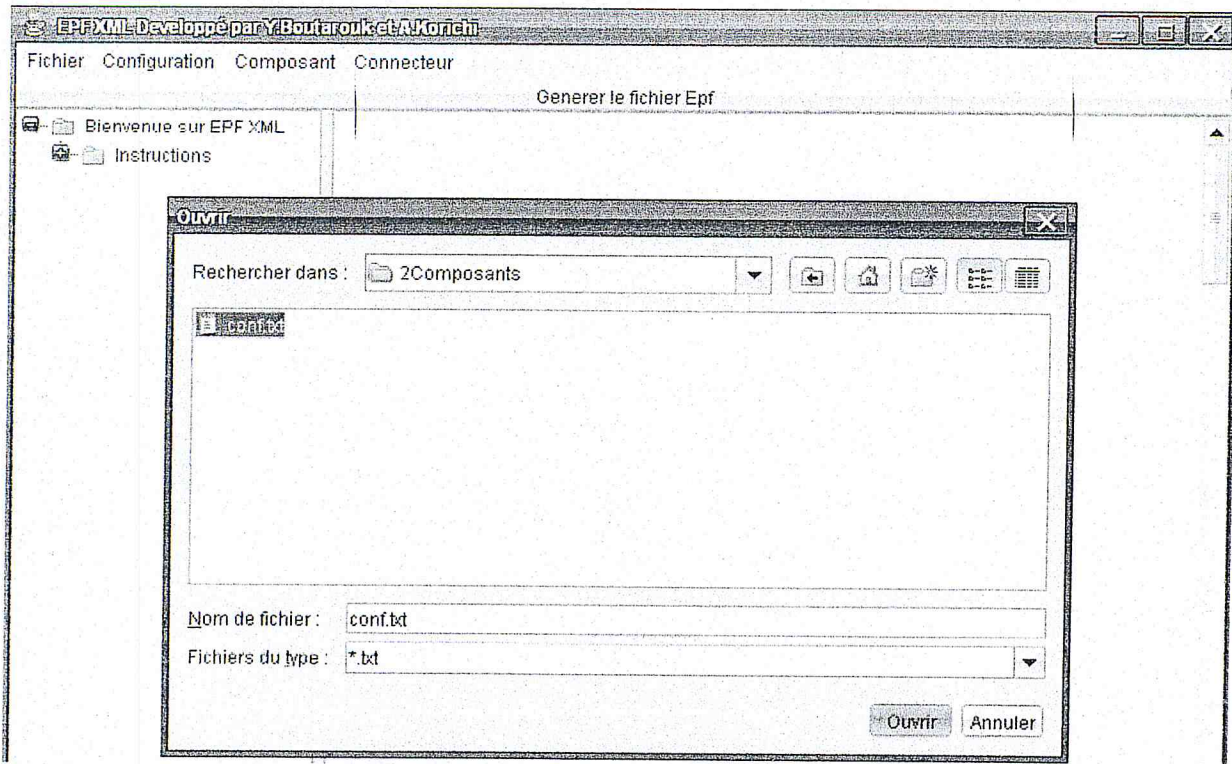 EPFXML Developpé par Y.Boutarouk et A.Korichi
Fichier Configuration Composant Connecteur
Generer le fichier Epf
Bienvenue sur EPF XML
Instructions
Ouvrir
Rechercher dans : 2Composants
conf.txt
Nom de fichier : conf.txt
Fichiers du type : *.txt
Ouvrir Annuler